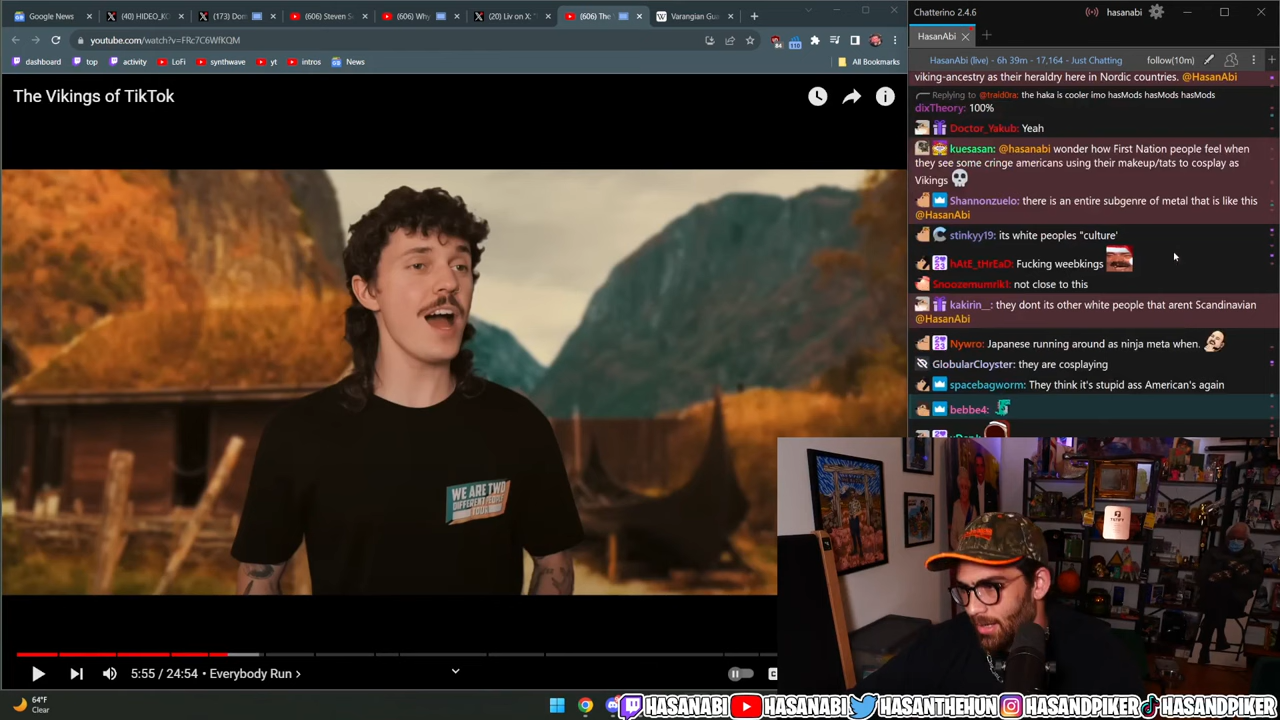 Google News
(40) HIDEO_KO
(173) Don
(606) Steven S
(606) Why
(20) Liv on X: "
(606) The
Varangian Gua
youtube.com/watch?v=FRc7C6WfKQM
84
110
dashboard
top
activity
LoFi
synthwave
yt
intros
News
All Bookmarks
The Vikings of TikTok
WE ARE TWO
DIFFERENT PEOPLE
TOUR
5:55 / 24:54 • Everybody Run >
64°F
Clear
Chatterino 2.4.6
hasanabi
HasanAbi
HasanAbi (live) - 6h 39m - 17,164 - Just Chatting
follow(10m)
viking-ancestry as their heraldry here in Nordic countries. @HasanAbi
Replying to @traid0ra: the haka is cooler imo hasMods hasMods hasMods
dixTheory: 100%
Doctor_Yakub: Yeah
kuesasan: @hasanabi wonder how First Nation people feel when
they see some cringe americans using their makeup/tats to cosplay as
Vikings
Shannonzuelo: there is an entire subgenre of metal that is like this
@HasanAbi
stinkyy19: its white peoples "culture'
hAtE_tHrEaD: Fucking weebkings
Snoozemumrik1: not close to this
kakirin__: they dont its other white people that arent Scandinavian
@HasanAbi
Nywro: Japanese running around as ninja meta when.
GlobularCloyster: they are cosplaying
spacebagworm: They think it's stupid ass American's again
bebbe4:
HASANABI
HASANABI
HASANTHEHUN
HASANDPIKER
HASANDPIKER